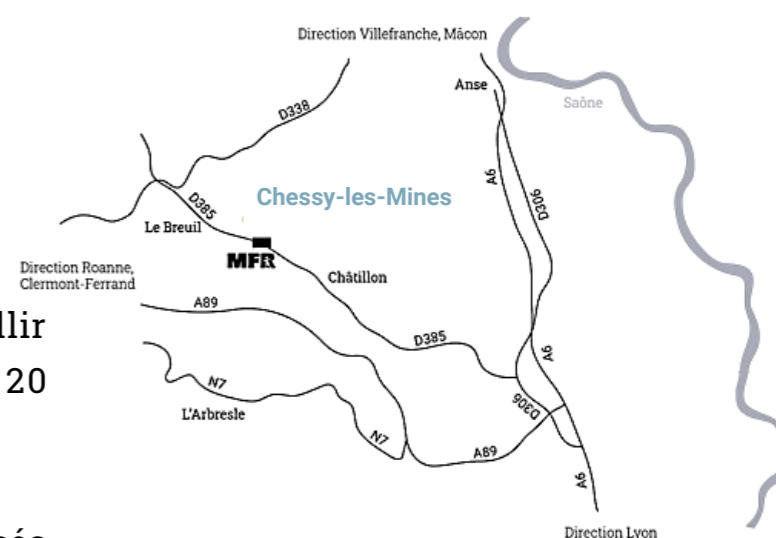 Direction Villefranche, Mâcon
Anse
Saône
D338
A6
D306
Chessy-les-Mines
D385
Le Breuil
MFR
Direction Roanne,
Clermont-Ferrand
Châtillon
A89
llir
D385
A6
20
N7
L'Arbresle
D306
N7
A89
A6
Direction Lyon